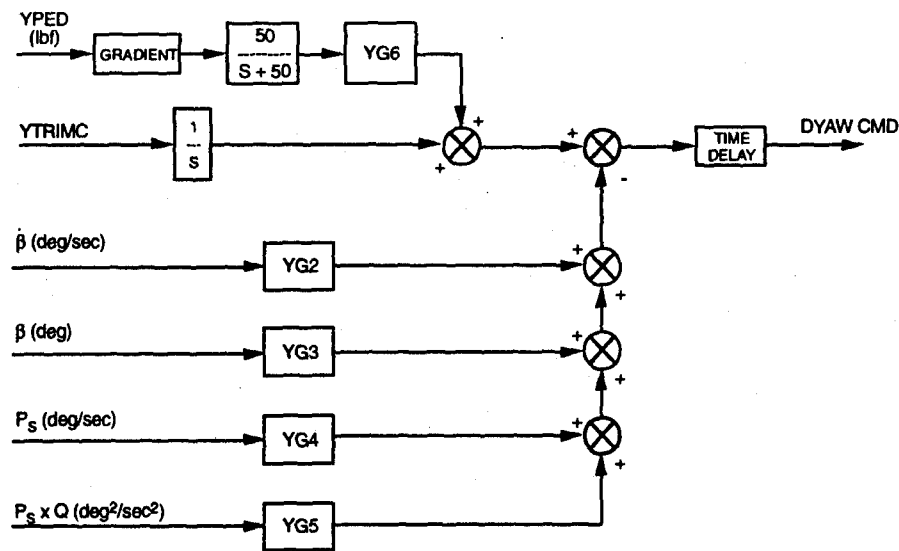 YPED
(lbf)
GRADIENT
50
S + 50
YG6
+
YTRIMC
1
S
+
+
-
TIME
DELAY
DYAW CMD
β̇ (deg/sec)
YG2
+
+
β (deg)
YG3
+
+
P_S (deg/sec)
YG4
+
+
P_S x Q (deg²/sec²)
YG5